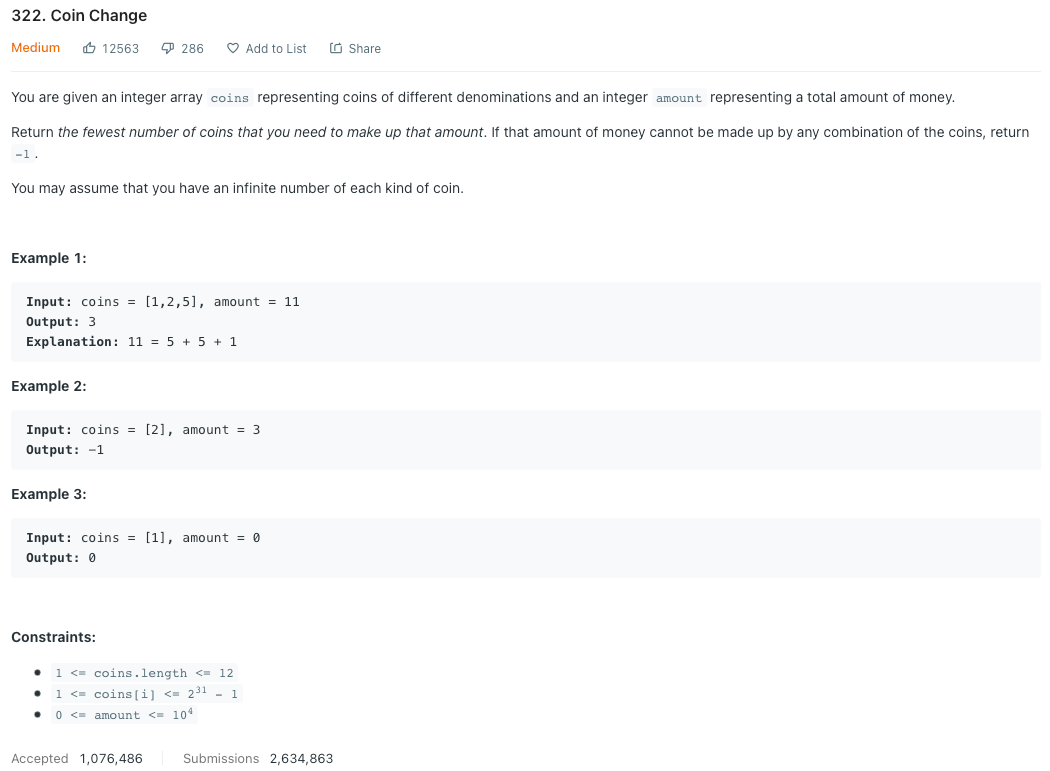 322. Coin Change
Medium 12563 286 Add to List Share
You are given an integer array coins representing coins of different denominations and an integer amount representing a total amount of money.
Return the fewest number of coins that you need to make up that amount. If that amount of money cannot be made up by any combination of the coins, return
-1 .
You may assume that you have an infinite number of each kind of coin.
Example 1:
Input: coins = [1,2,5], amount = 11
Output: 3
Explanation: 11 = 5 + 5 + 1
Example 2:
Input: coins = [2], amount = 3
Output: -1
Example 3:
Input: coins = [1], amount = 0
Output: 0
Constraints:
1 <= coins.length <= 12
1 <= coins[i] <= 2³¹ - 1
0 <= amount <= 10⁴
Accepted 1,076,486 Submissions 2,634,863